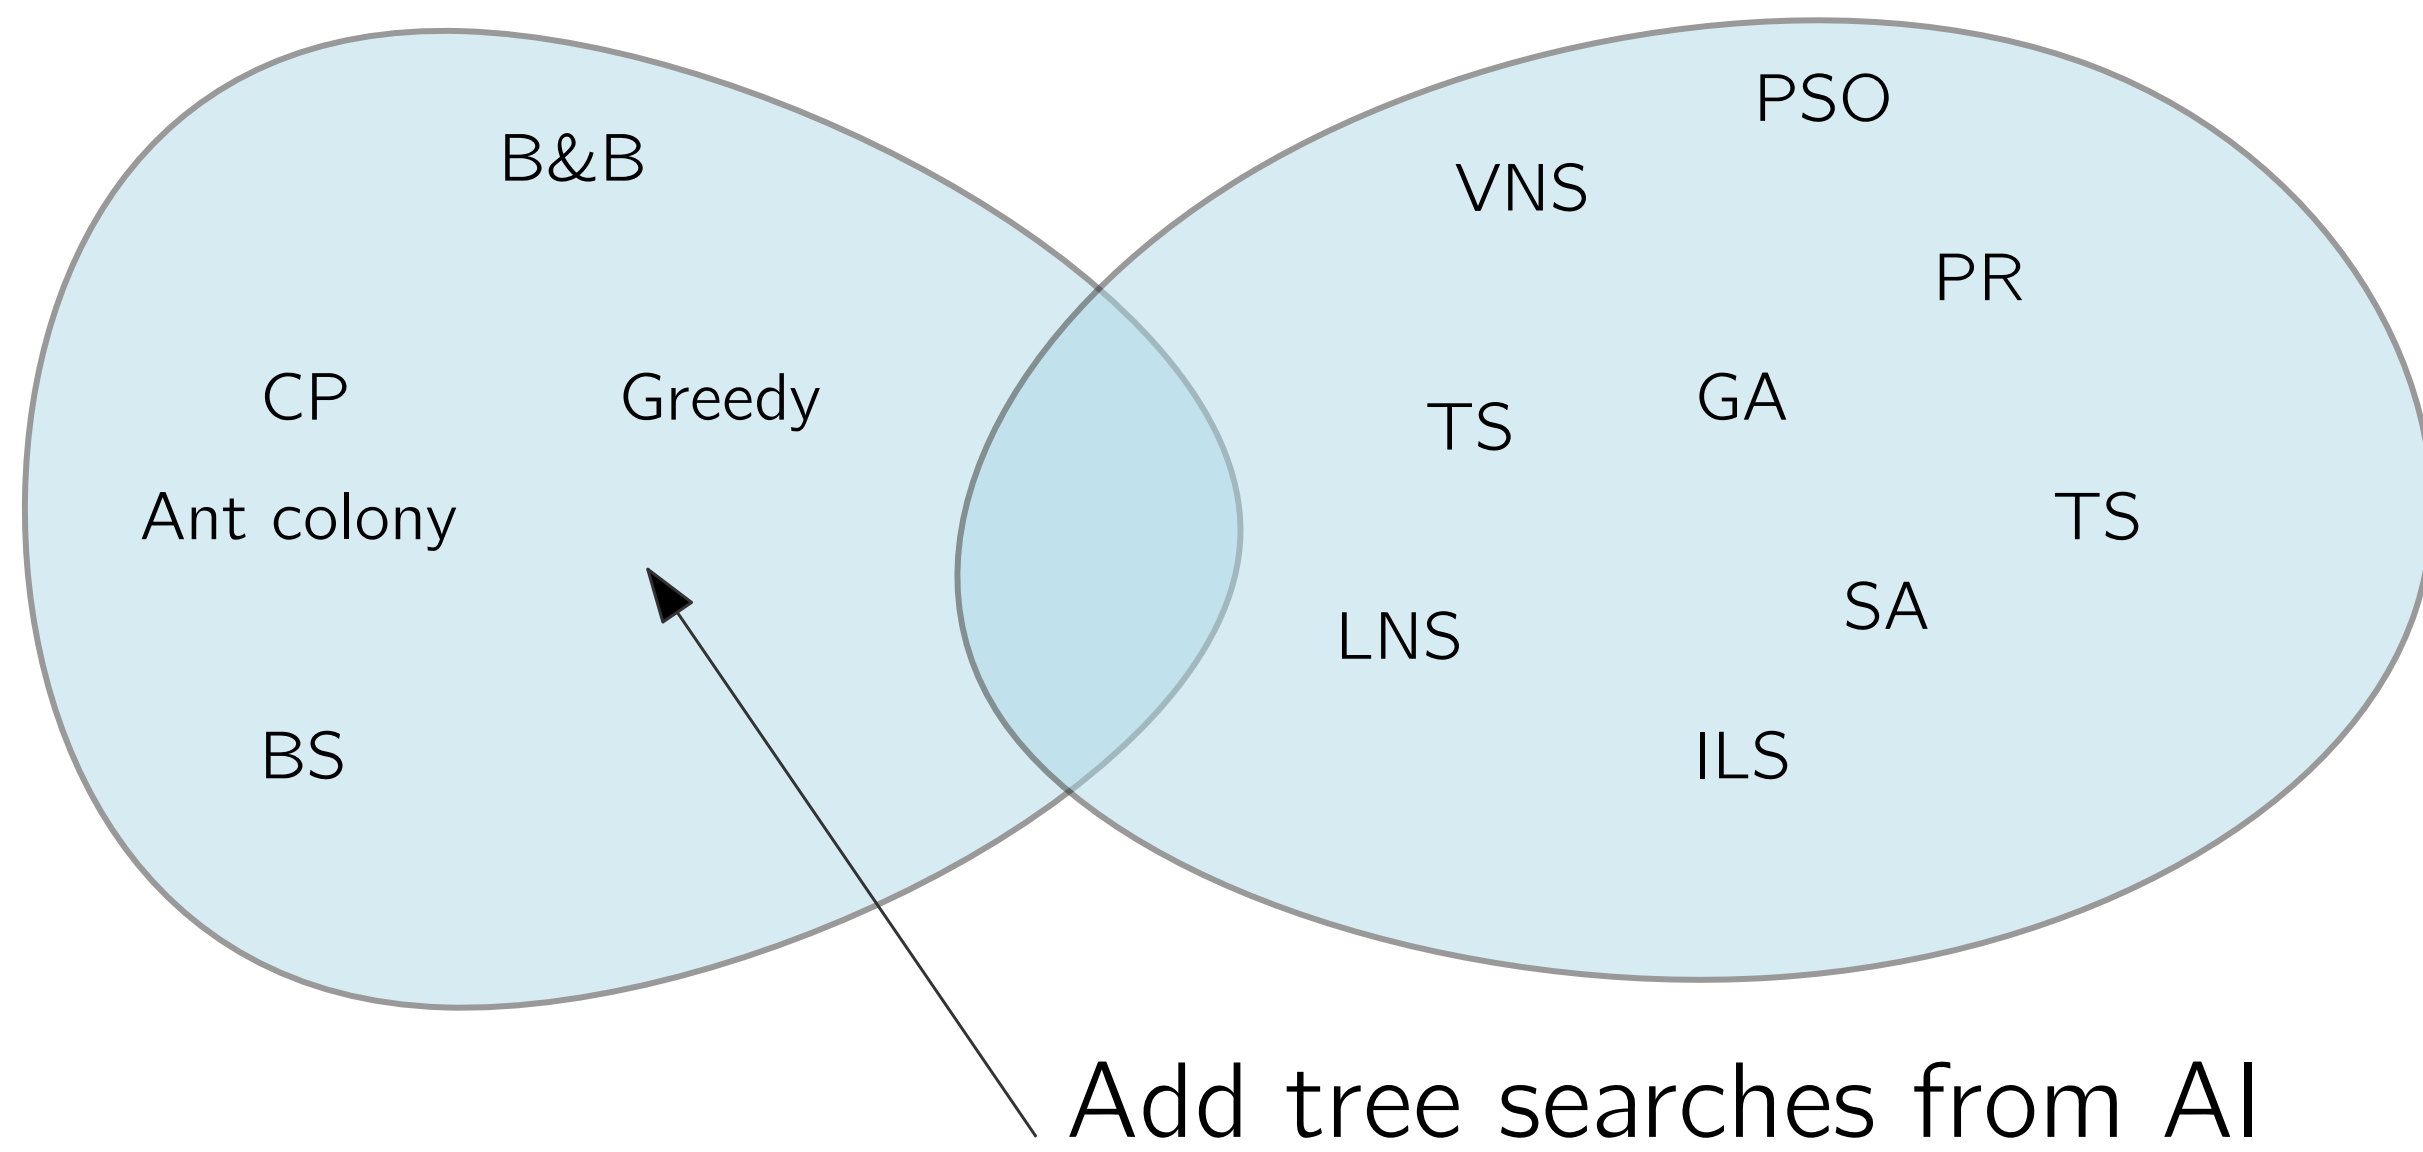 B&B
CP
Greedy
Ant colony
BS
PSO
VNS
PR
GA
TS
TS
SA
LNS
ILS
Add tree searches from AI